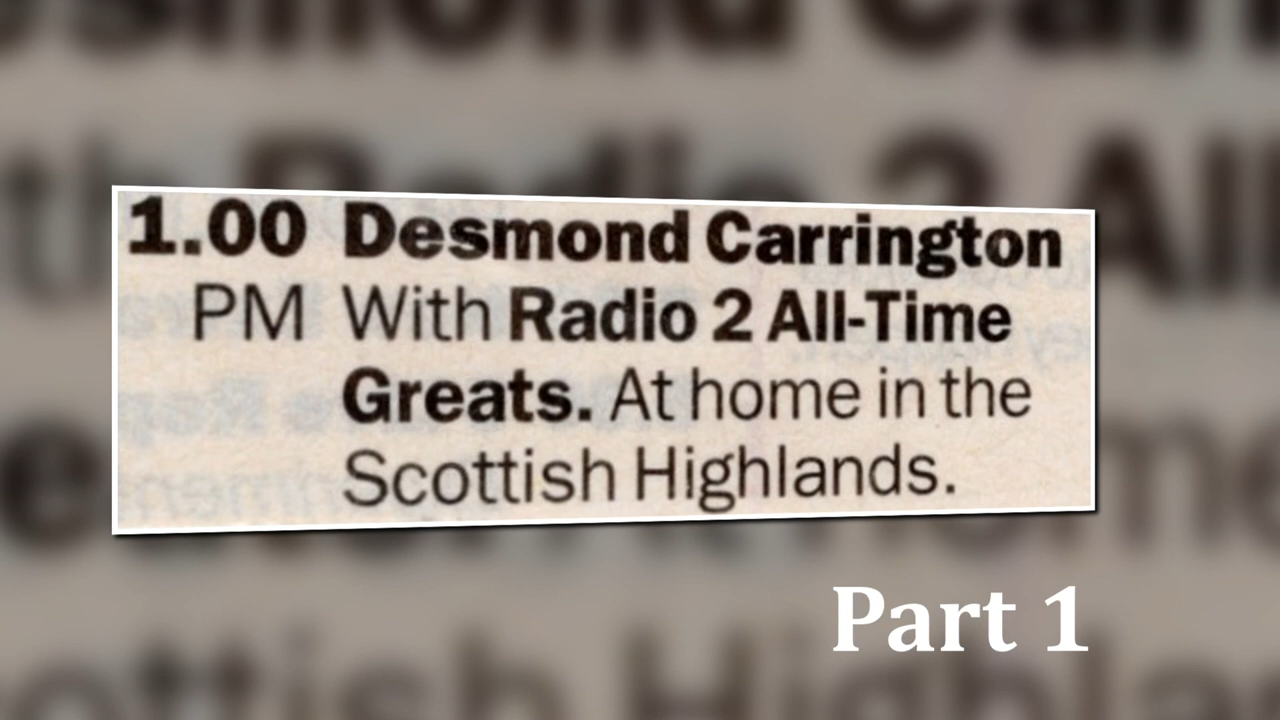 1.00 Desmond Carrington
PM With Radio 2 All-Time
Greats. At home in the
Scottish Highlands.
Part 1